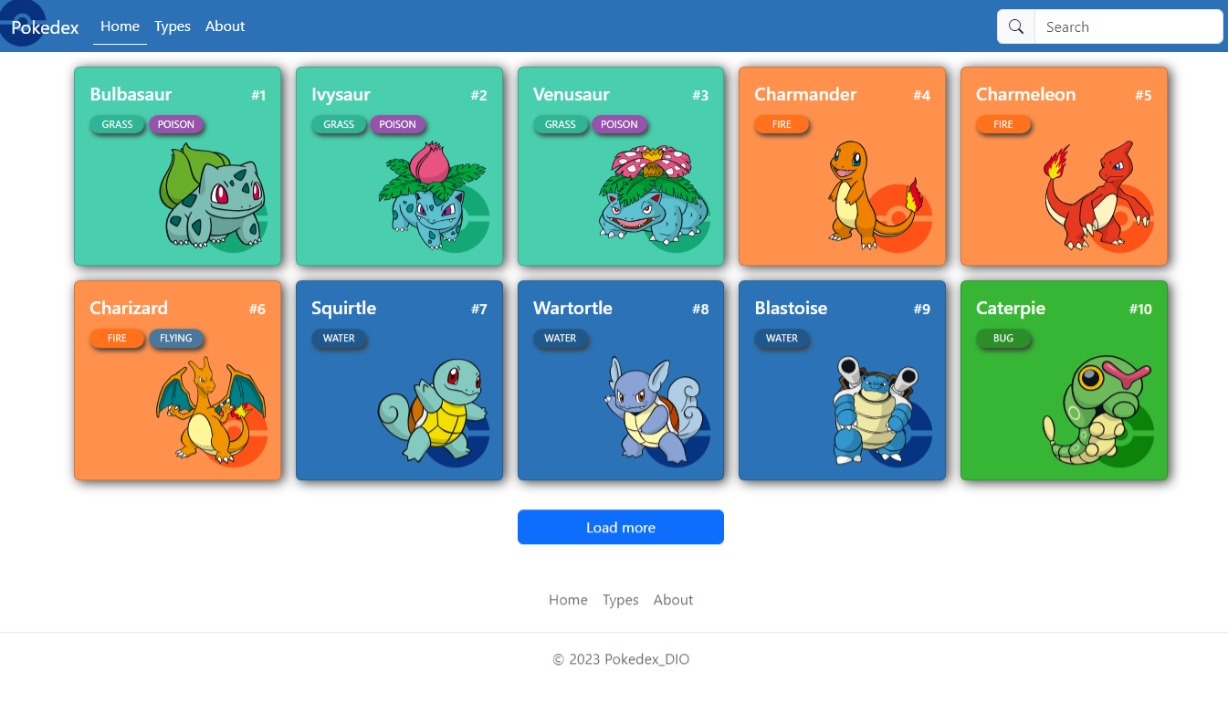 Pokedex Home Types About Search
Bulbasaur #1
GRASS POISON
Ivysaur #2
GRASS POISON
Venusaur #3
GRASS POISON
Charmander #4
FIRE
Charmeleon #5
FIRE
Charizard #6
FIRE FLYING
Squirtle #7
WATER
Wartortle #8
WATER
Blastoise #9
WATER
Caterpie #10
BUG
Load more
Home Types About
© 2023 Pokedex_DIO